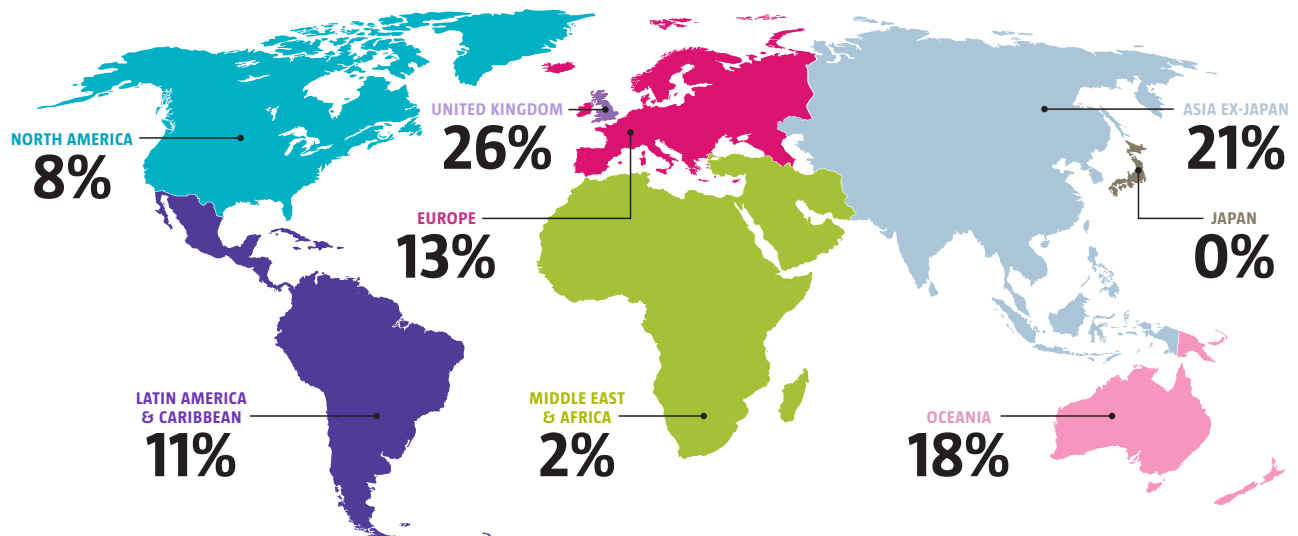 NORTH AMERICA
8%
UNITED KINGDOM
26%
EUROPE
13%
ASIA EX-JAPAN
21%
JAPAN
0%
LATIN AMERICA
& CARIBBEAN
11%
MIDDLE EAST
& AFRICA
2%
OCEANIA
18%